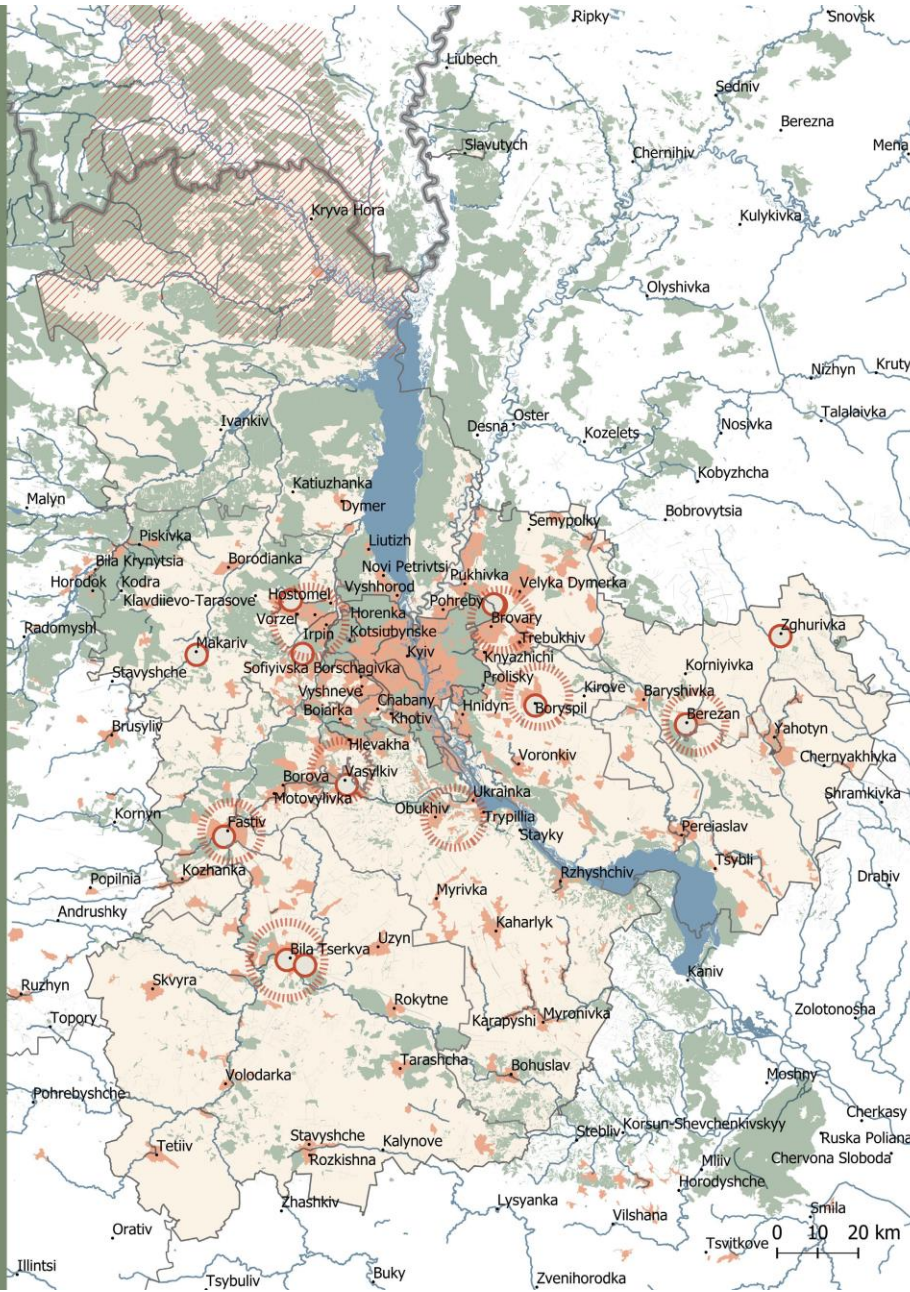 Ripky
Snovsk
Liubech
Sedniv
Berezna
Slavutych
Chernihiv
Mena
Kryva Hora
Kulykivka
Olyshivka
Nizhyn
Kruty
Ivankiv
Desna
Oster
Kozelets
Nosivka
Talalaivka
Kobyzhcha
Malyn
Katiuzhanka
Dymer
Bobrovytsia
Semypolky
Piskivka
Liutizh
Bila Krynytsia
Borodianka
Novi Petrivtsi
Pukhivka
Velyka Dymerka
Horodok
Kodra
Klavdiievo-Tarasove
Hostomel
Vyshhorod
Pohreby
Vorzel
Horenka
Brovary
Zghurivka
Radomyshl
Irpin
Kotsiubynske
Trebukhiv
Makariv
Kyiv
Knyazhichi
Stavyshche
Sofiyivska Borschagivka
Prolisky
Korniyivka
Vyshneve
Chabany
Kirove
Baryshivka
Brusyliv
Boiarka
Khotiv
Hnidyn
Boryspil
Berezan
Yahotyn
Hlevakha
Voronkiv
Chernyakhivka
Borova
Vasylkiv
Motovylivka
Ukrainka
Shramkivka
Kornyn
Obukhiv
Trypillia
Fastiv
Stayky
Pereiaslav
Tsybli
Popilnia
Kozhanka
Rzhyshchiv
Drabiv
Andrushky
Myrivka
Kaharlyk
Bila Tserkva
Uzyn
Kaniv
Ruzhyn
Skvyra
Rokytne
Zolotonosha
Topory
Karapyshi
Myronivka
Tarashcha
Bohuslav
Moshny
Pohrebyshche
Volodarka
Cherkasy
Korsun-Shevchenkivskyy
Stebliv
Ruska Poliana
Stavyshche
Kalynove
Tetiiv
Rozkishna
Mliiv
Chervona Sloboda
Horodyshche
Zhashkiv
Lysyanka
Smila
Orativ
Vilshana
0 10 20 km
Tsvitkove
Illintsi
Buky
Tsybuliv
Zvenihorodka